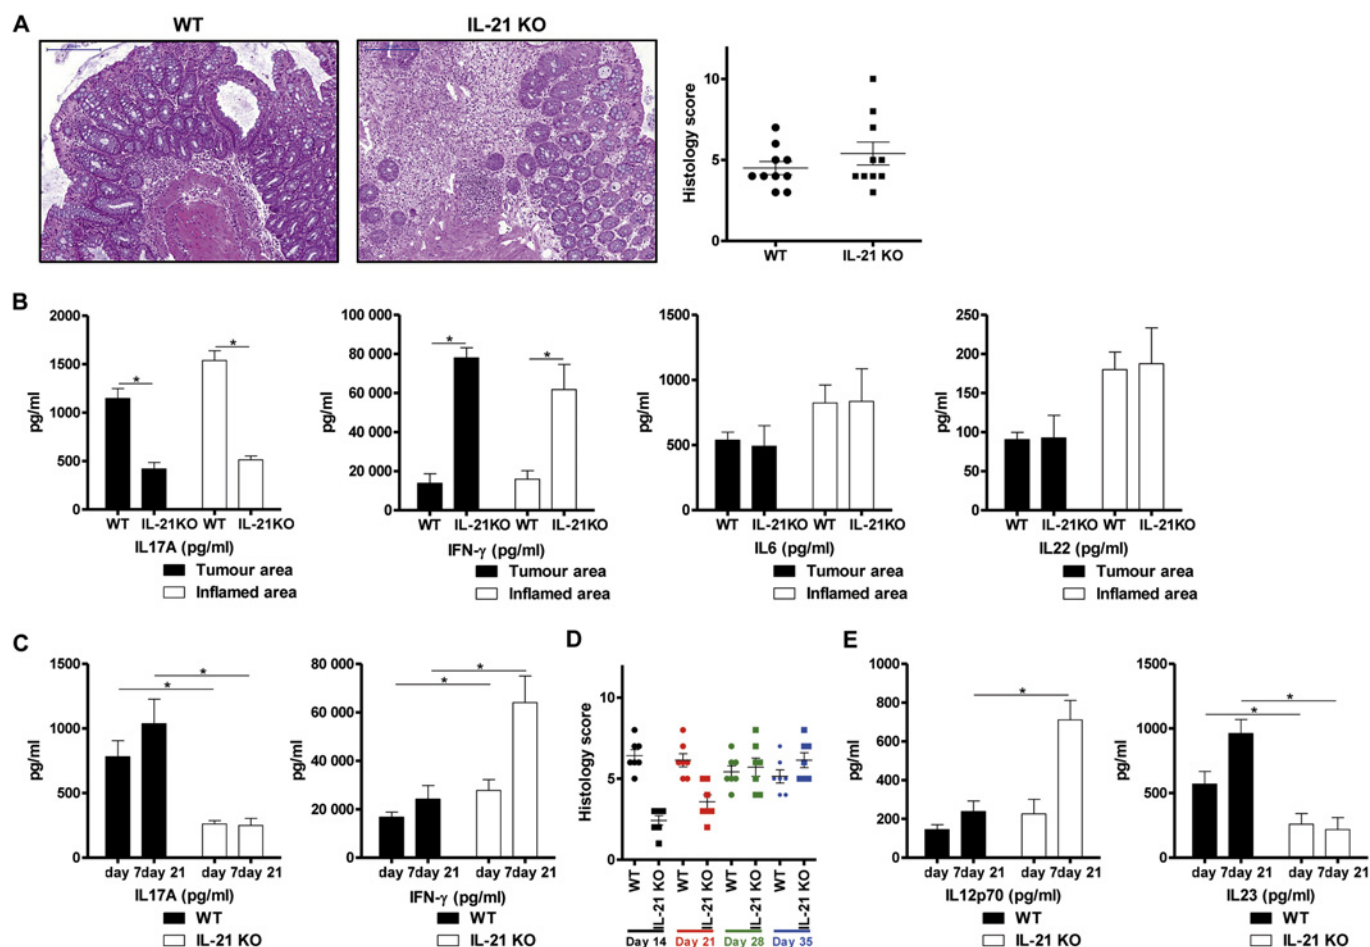 A
WT
IL-21 KO
Histology score
10
5
0
WT
IL-21 KO
B
2000
1500
1000
500
0
pg/ml
*
*
WT
IL-21KO
WT
IL-21KO
IL17A (pg/ml)
Tumour area
Inflamed area
100 000
80 000
60 000
40 000
20 000
0
pg/ml
*
*
WT
IL-21KO
WT
IL-21KO
IFN-γ (pg/ml)
Tumour area
Inflamed area
1500
1000
500
0
pg/ml
WT
IL-21KO
WT
IL-21KO
IL6 (pg/ml)
Tumour area
Inflamed area
250
200
150
100
50
0
pg/ml
WT
IL-21KO
WT
IL-21KO
IL22 (pg/ml)
Tumour area
Inflamed area
C
1500
1000
500
0
pg/ml
*
*
day 7day 21
day 7day 21
IL17A (pg/ml)
WT
IL-21 KO
80 000
60 000
40 000
20 000
0
pg/ml
*
*
day 7day 21
day 7day 21
IFN-γ (pg/ml)
WT
IL-21 KO
D
Histology score
10
5
0
WT
IL-21 KO
WT
IL-21 KO
WT
IL-21 KO
WT
IL-21 KO
Day 14
Day 21
Day 28
Day 35
E
1000
800
600
400
200
0
pg/ml
*
day 7day 21
day 7day 21
IL12p70 (pg/ml)
WT
IL-21 KO
1500
1000
500
0
pg/ml
*
*
day 7day 21
day 7day 21
IL23 (pg/ml)
WT
IL-21 KO